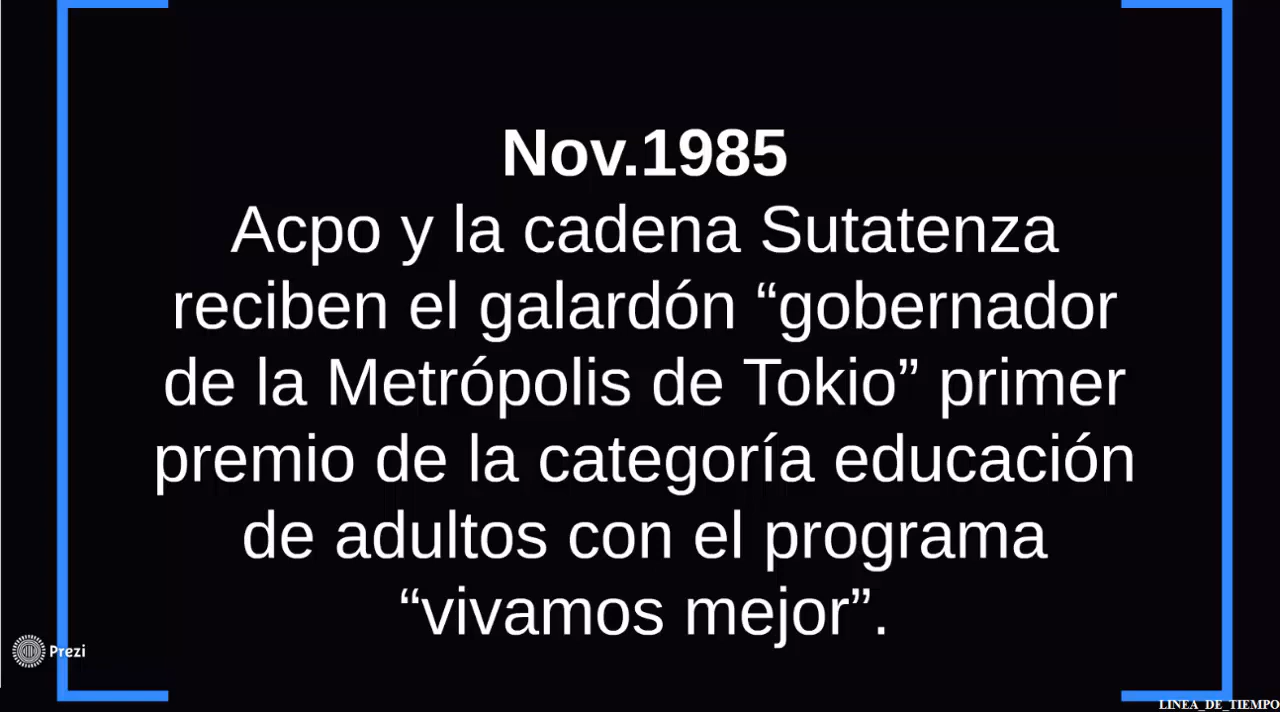 Nov.1985
Acpo y la cadena Sutatenza
reciben el galardón “gobernador
de la Metrópolis de Tokio” primer
premio de la categoría educación
de adultos con el programa
“vivamos mejor”.
Prezi
LINEA_DE_TIEMPO